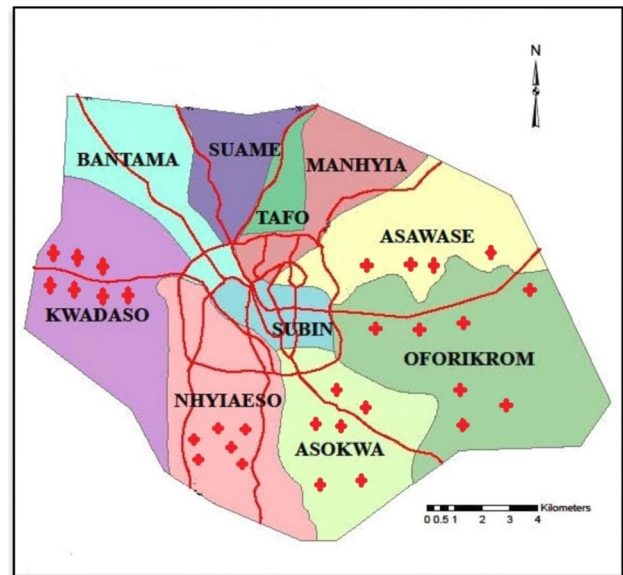 N
SUAME
BANTAMA
MANHYIA
TAFO
ASAWASE
KWADASO
SUBIN
OFORIKROM
NHYIAESO
ASOKWA
Kilometers
0 0.5 1 2 3 4